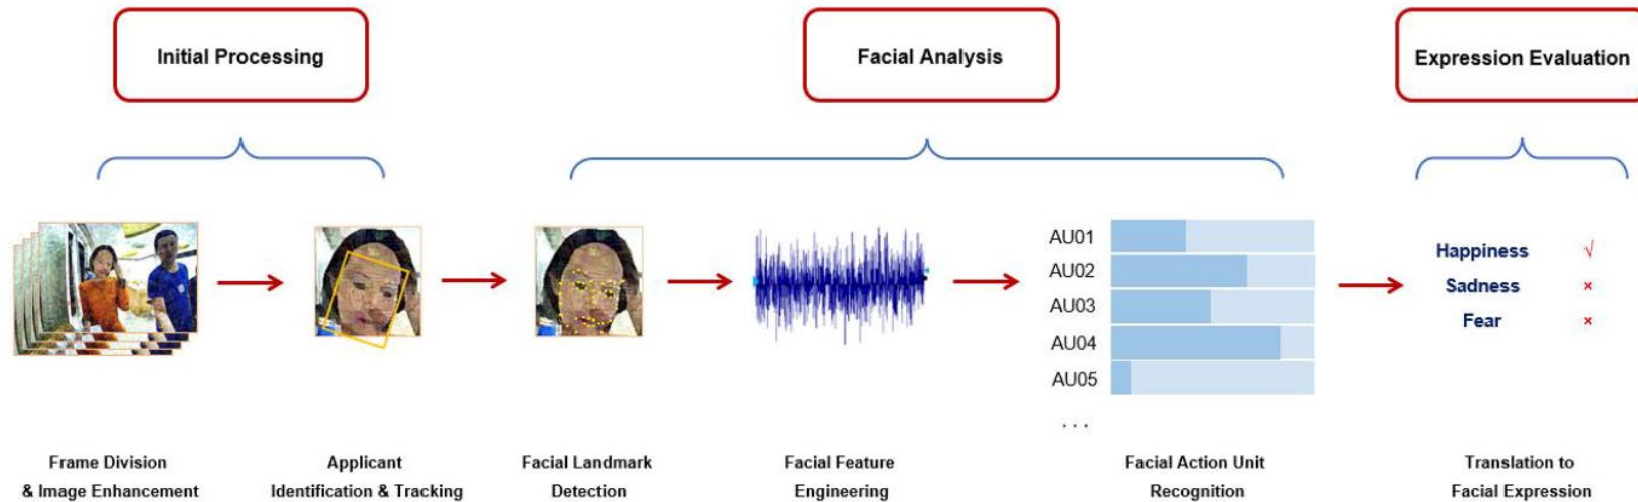 Initial Processing
Facial Analysis
Expression Evaluation
AU01
AU02
AU03
AU04
AU05
. . .
Happiness √
Sadness ×
Fear ×
Frame Division
& Image Enhancement
Applicant
Identification & Tracking
Facial Landmark
Detection
Facial Feature
Engineering
Facial Action Unit
Recognition
Translation to
Facial Expression